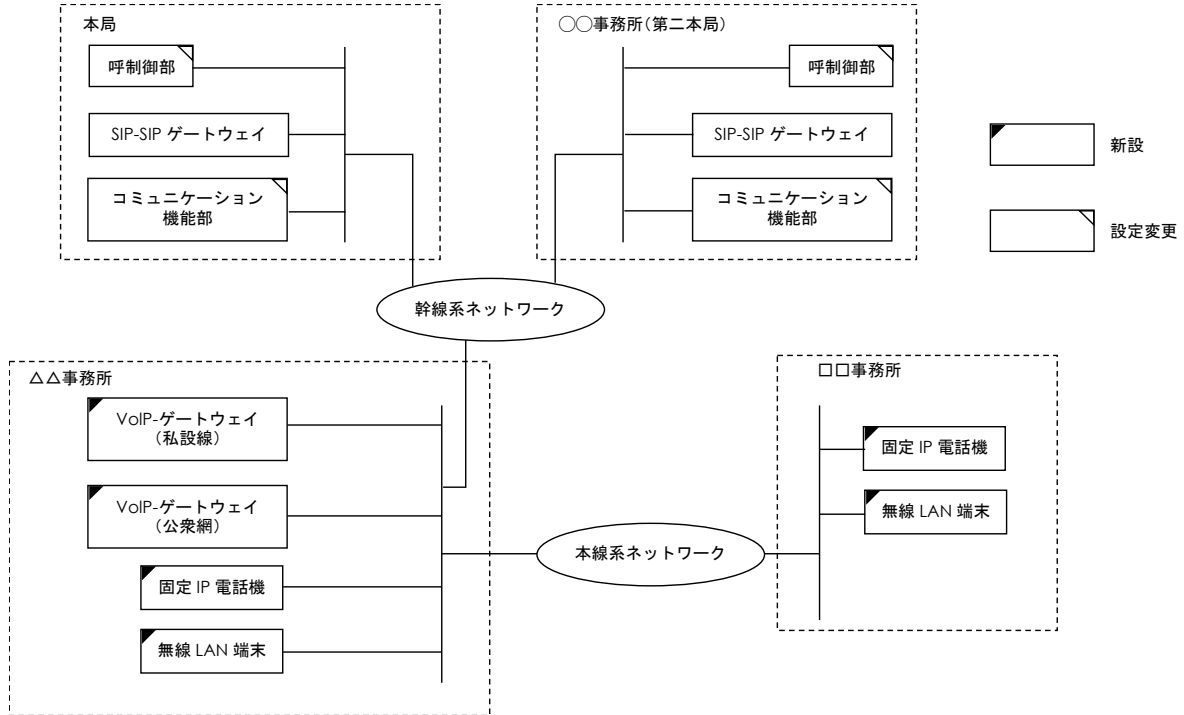 本局
呼制御部
SIP-SIP ゲートウェイ
コミュニケーション
機能部
○○事務所(第二本局)
呼制御部
SIP-SIP ゲートウェイ
コミュニケーション
機能部
新設
設定変更
幹線系ネットワーク
△△事務所
VoIP-ゲートウェイ
(私設線)
VoIP-ゲートウェイ
(公衆網)
固定 IP 電話機
無線 LAN 端末
本線系ネットワーク
□□事務所
固定 IP 電話機
無線 LAN 端末